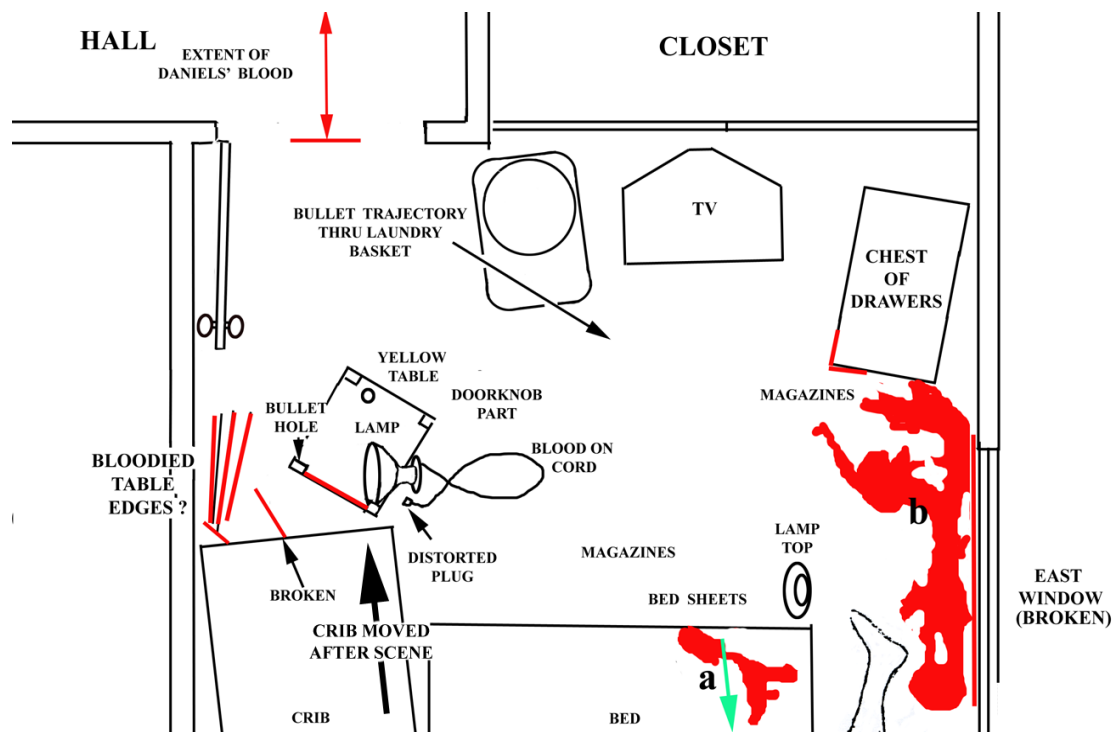 HALL
EXTENT OF
DANIELS' BLOOD
CLOSET
BULLET TRAJECTORY
THRU LAUNDRY
BASKET
TV
CHEST
OF
DRAWERS
YELLOW
TABLE
DOORKNOB
PART
MAGAZINES
BULLET
HOLE
LAMP
BLOOD ON
CORD
BLOODIED
TABLE
EDGES ?
b
DISTORTED
PLUG
MAGAZINES
LAMP
TOP
BROKEN
BED SHEETS
EAST
WINDOW
(BROKEN)
CRIB MOVED
AFTER SCENE
a
CRIB
BED